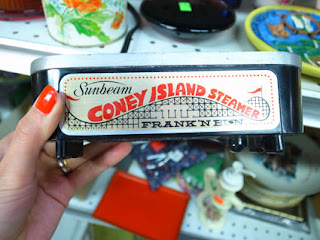 Sunbeam
CONEY ISLAND STEAMER
FRANK 'N BUN